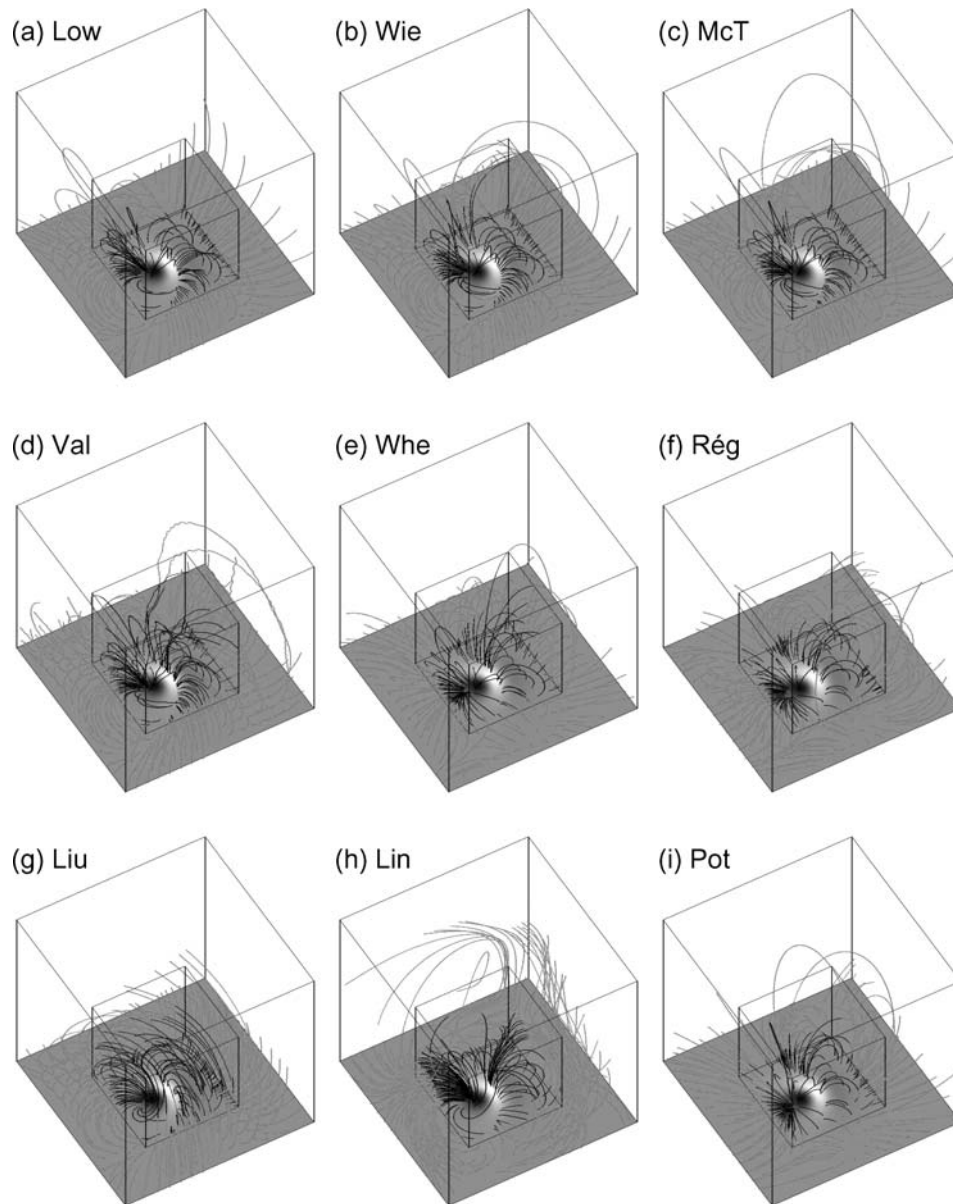 (a) Low
(b) Wie
(c) McT
(d) Val
(e) Whe
(f) Rég
(g) Liu
(h) Lin
(i) Pot